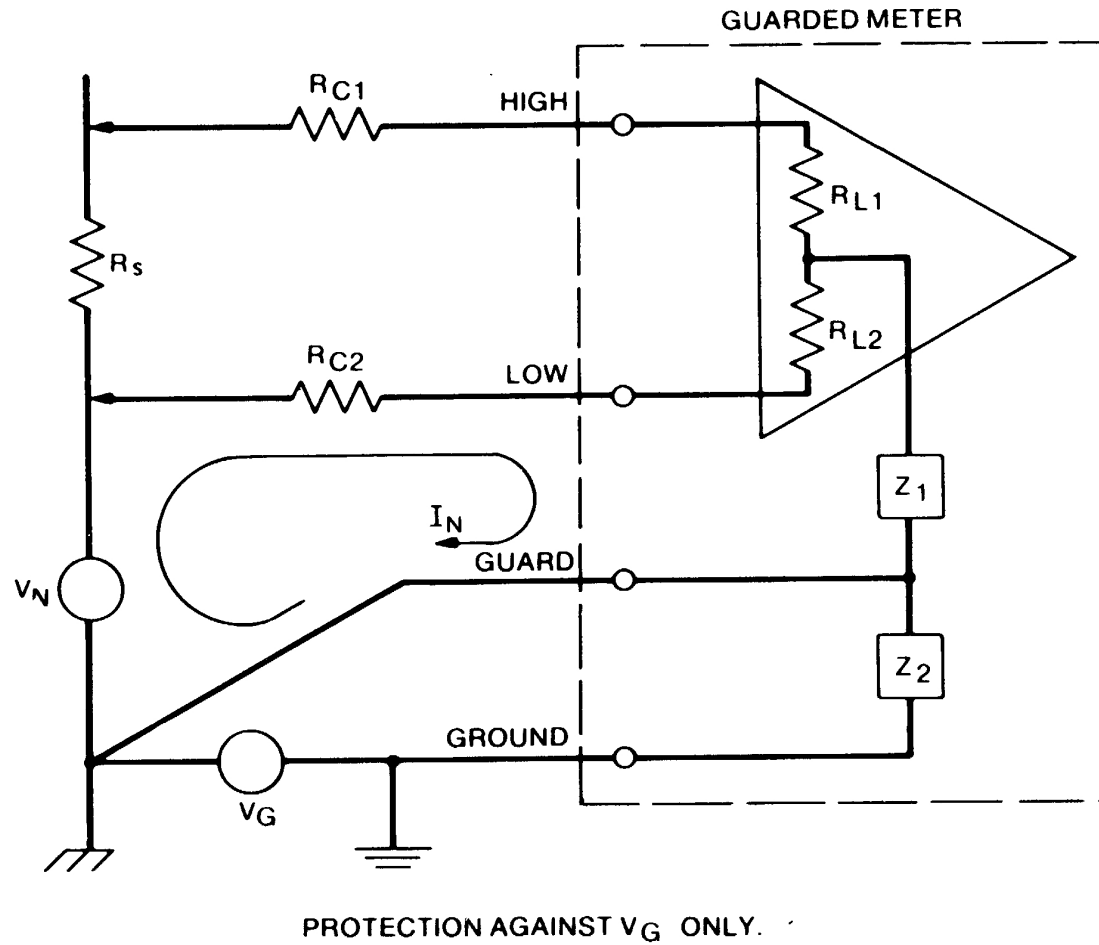 GUARDED METER
RC1
HIGH
RL1
RS
RL2
RC2
LOW
Z1
IN
GUARD
VN
Z2
GROUND
VG
PROTECTION AGAINST VG ONLY.